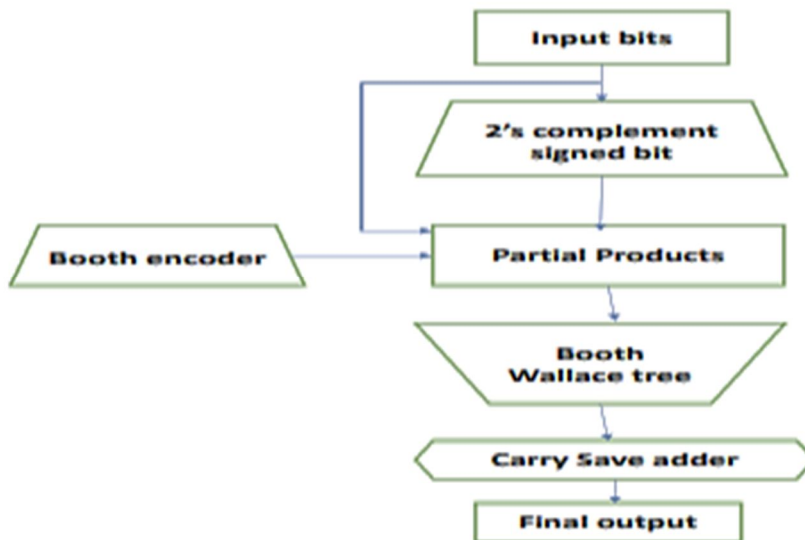 Input bits
2's complement
signed bit
Booth encoder
Partial Products
Booth
Wallace tree
Carry Save adder
Final output